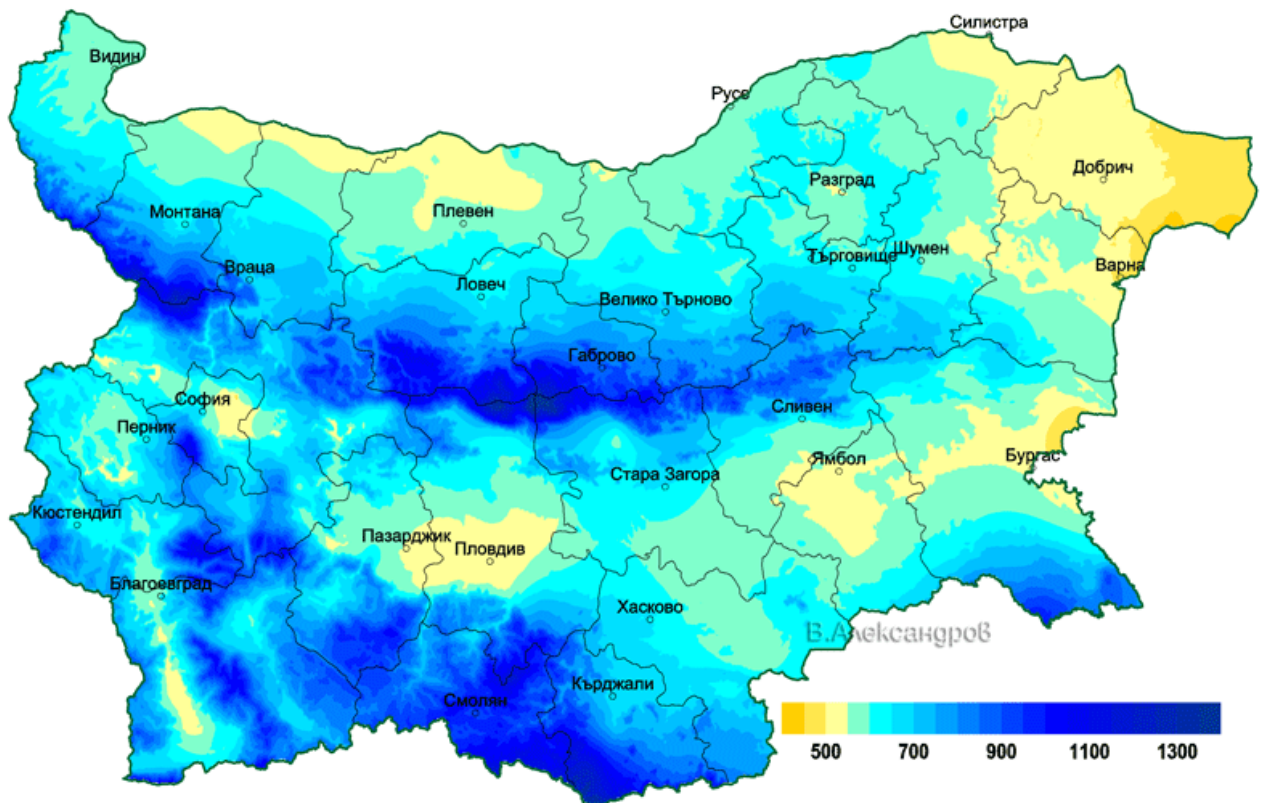 Силистра
Видин
Русе
Добрич
Разград
Монтана
Плевен
Шумен
Търговище
Варна
Враца
Ловеч
Велико Търново
Габрово
София
Сливен
Перник
Бургас
Ямбол
Стара Загора
Кюстендил
Пазарджик
Пловдив
Благоевград
Хасково
В.Александров
Кърджали
Смолян
500 700 900 1100 1300